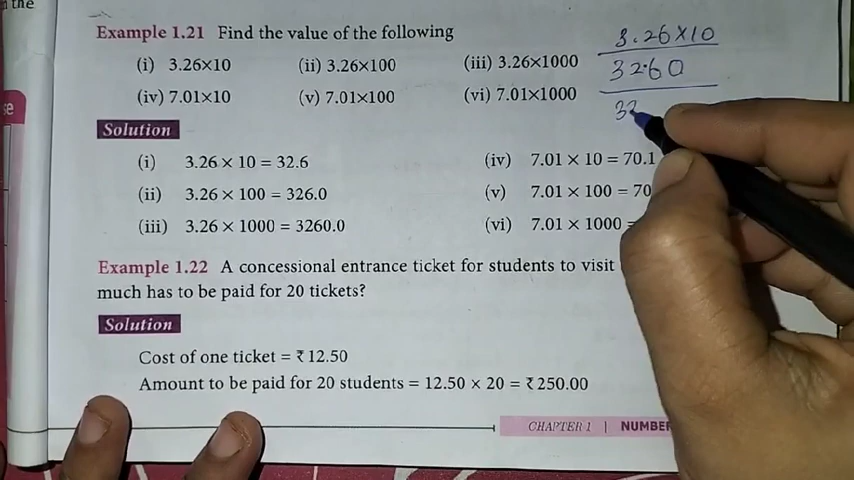 the
Example 1.21 Find the value of the following
3.26×10
(i) 3.26×10 (ii) 3.26×100 (iii) 3.26×1000
32.60
(iv) 7.01×10 (v) 7.01×100 (vi) 7.01×1000
32
Solution
(i) 3.26 × 10 = 32.6 (iv) 7.01 × 10 = 70.1
(ii) 3.26 × 100 = 326.0 (v) 7.01 × 100 = 70
(iii) 3.26 × 1000 = 3260.0 (vi) 7.01 × 1000 =
Example 1.22 A concessional entrance ticket for students to visit
much has to be paid for 20 tickets?
Solution
Cost of one ticket = ₹ 12.50
Amount to be paid for 20 students = 12.50 × 20 = ₹ 250.00
CHAPTER 1 | NUMBER